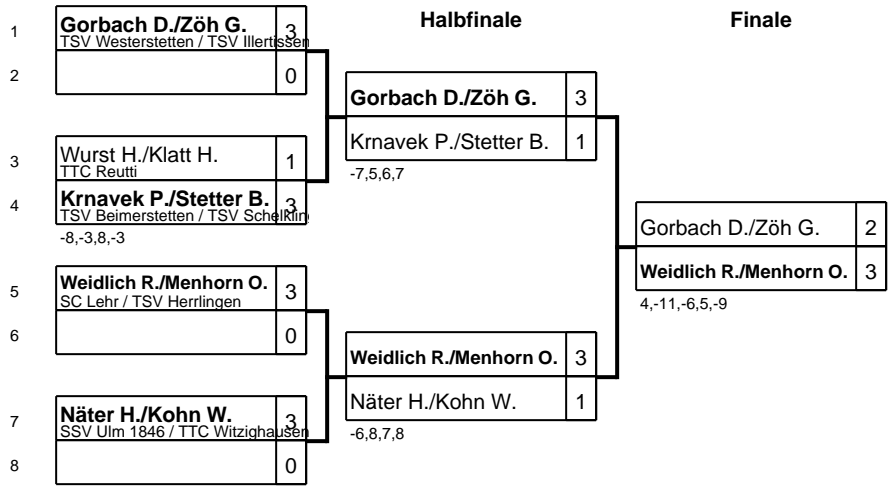 Halbfinale
Finale
1
Gorbach D./Zöh G.
3
TSV Westerstetten / TSV Illertissen
2
0
Gorbach D./Zöh G.
3
Krnavek P./Stetter B.
1
-7,5,6,7
3
Wurst H./Klatt H.
1
TTC Reutti
4
Krnavek P./Stetter B.
3
TSV Beimerstetten / TSV Schelklin
-8,-3,8,-3
Gorbach D./Zöh G.
2
Weidlich R./Menhorn O.
3
4,-11,-6,5,-9
5
Weidlich R./Menhorn O.
3
SC Lehr / TSV Herrlingen
6
0
Weidlich R./Menhorn O.
3
Näter H./Kohn W.
1
-6,8,7,8
7
Näter H./Kohn W.
3
SSV Ulm 1846 / TTC Witzighausen
8
0